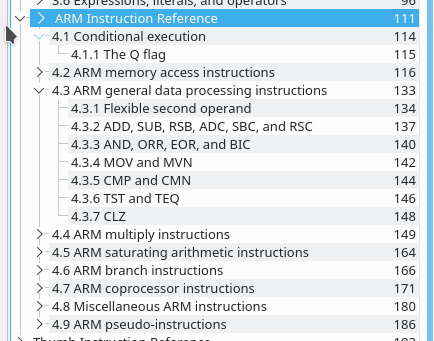 3.6 Expressions, literals, and operators 96
ARM Instruction Reference 111
4.1 Conditional execution 114
4.1.1 The Q flag 115
4.2 ARM memory access instructions 116
4.3 ARM general data processing instructions 133
4.3.1 Flexible second operand 134
4.3.2 ADD, SUB, RSB, ADC, SBC, and RSC 137
4.3.3 AND, ORR, EOR, and BIC 140
4.3.4 MOV and MVN 142
4.3.5 CMP and CMN 144
4.3.6 TST and TEQ 146
4.3.7 CLZ 148
4.4 ARM multiply instructions 149
4.5 ARM saturating arithmetic instructions 164
4.6 ARM branch instructions 166
4.7 ARM coprocessor instructions 171
4.8 Miscellaneous ARM instructions 180
4.9 ARM pseudo-instructions 186
Thumb Instruction Reference